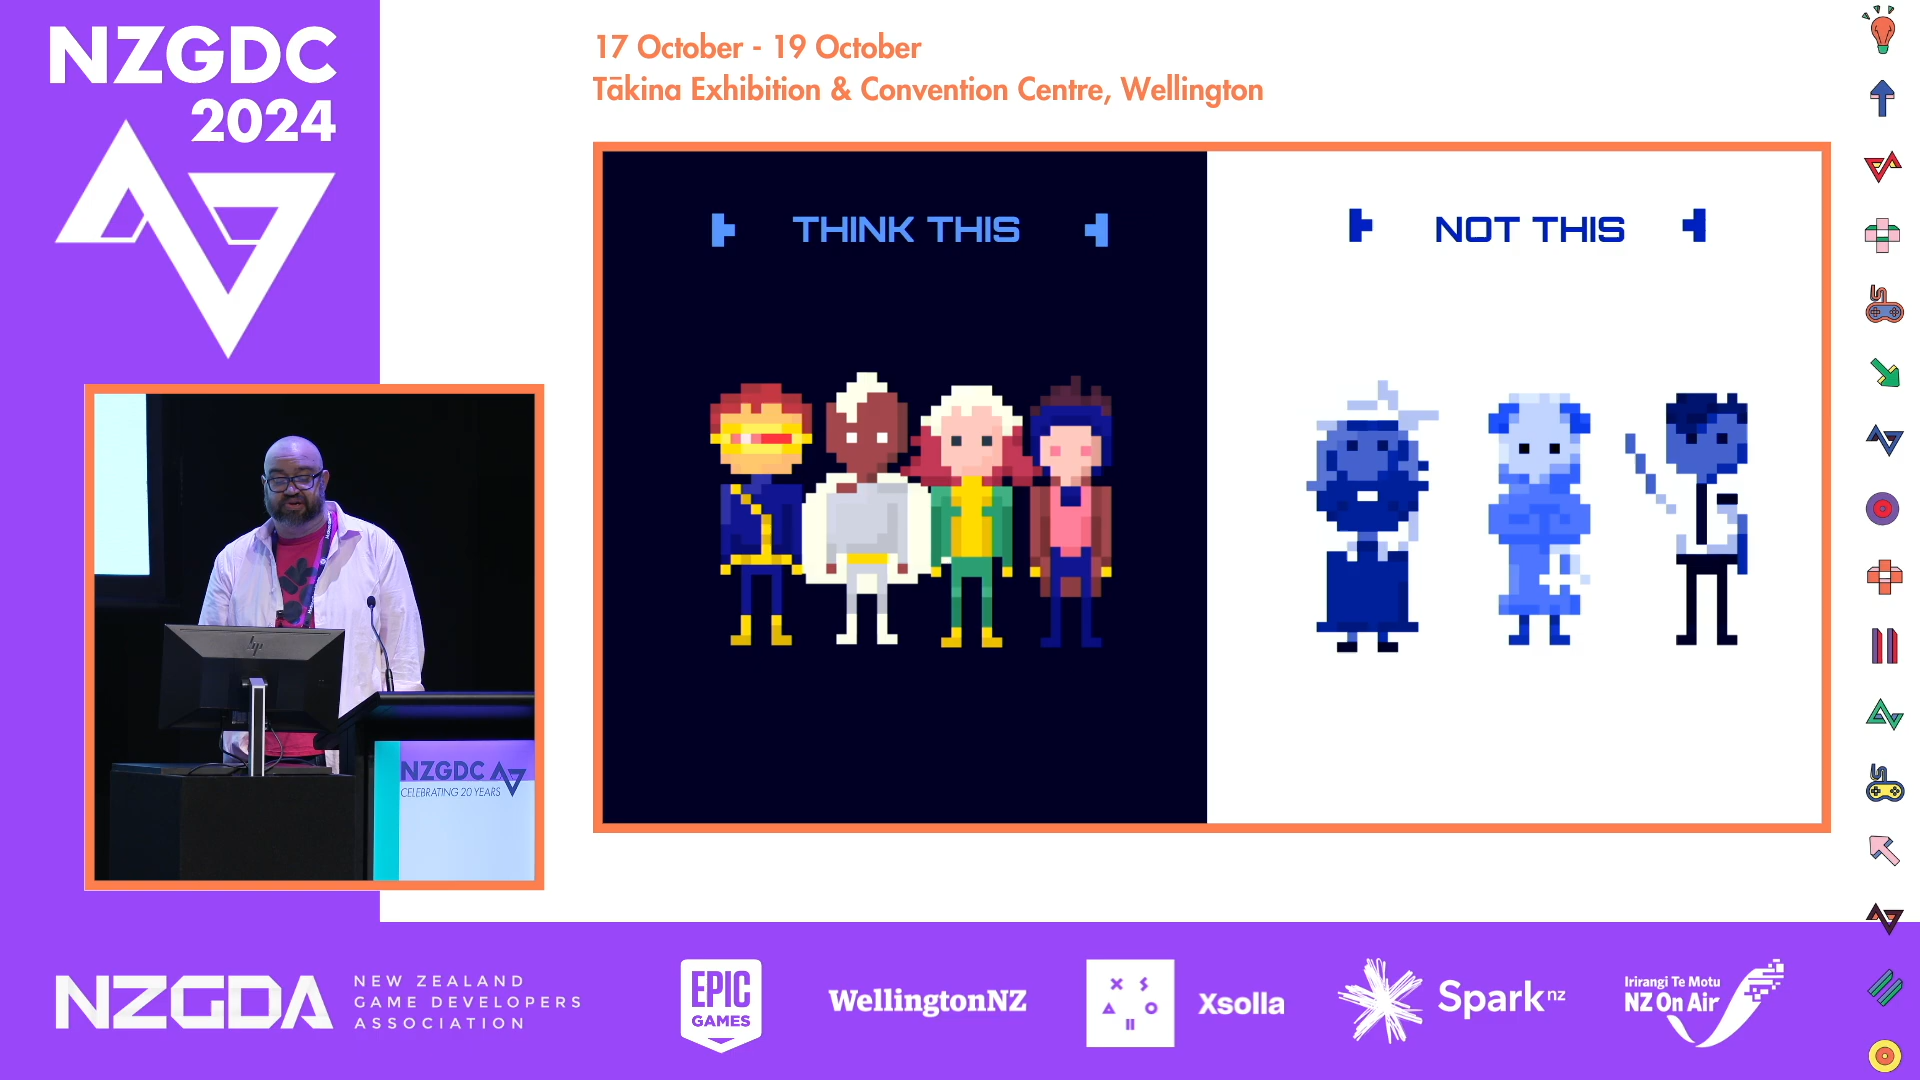 NZGDC
2024
17 October - 19 October
Tākina Exhibition & Convention Centre, Wellington
THINK THIS
NOT THIS
hp
NZGDC
CELEBRATING 20 YEARS
NZGDA
NEW ZEALAND
GAME DEVELOPERS
ASSOCIATION
EPIC
GAMES
WellingtonNZ
Xsolla
Spark nz
Irirangi Te Motu
NZ On Air